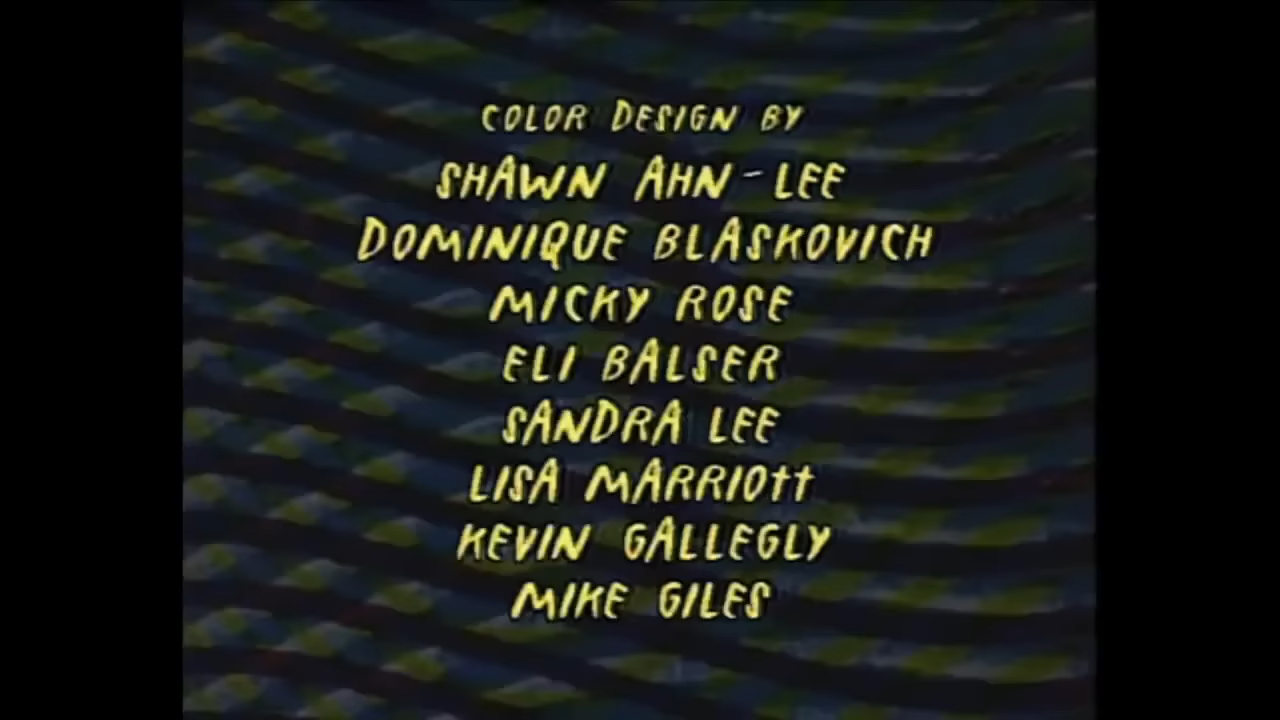 COLOR DESIGN BY
SHAWN AHN-LEE
DOMINIQUE BLASKOVICH
MICKY ROSE
ELI BALSER
SANDRA LEE
LISA MARRIOTT
KEVIN GALLEGLY
MIKE GILES